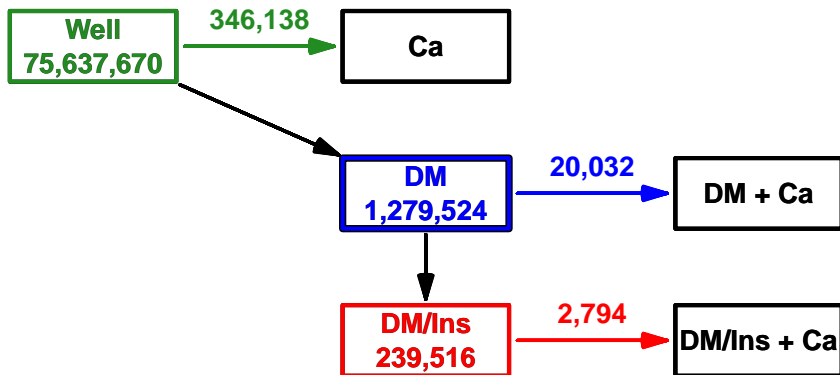 Well
75,637,670
346,138
Ca
DM
1,279,524
20,032
DM + Ca
DM/Ins
239,516
2,794
DM/Ins + Ca